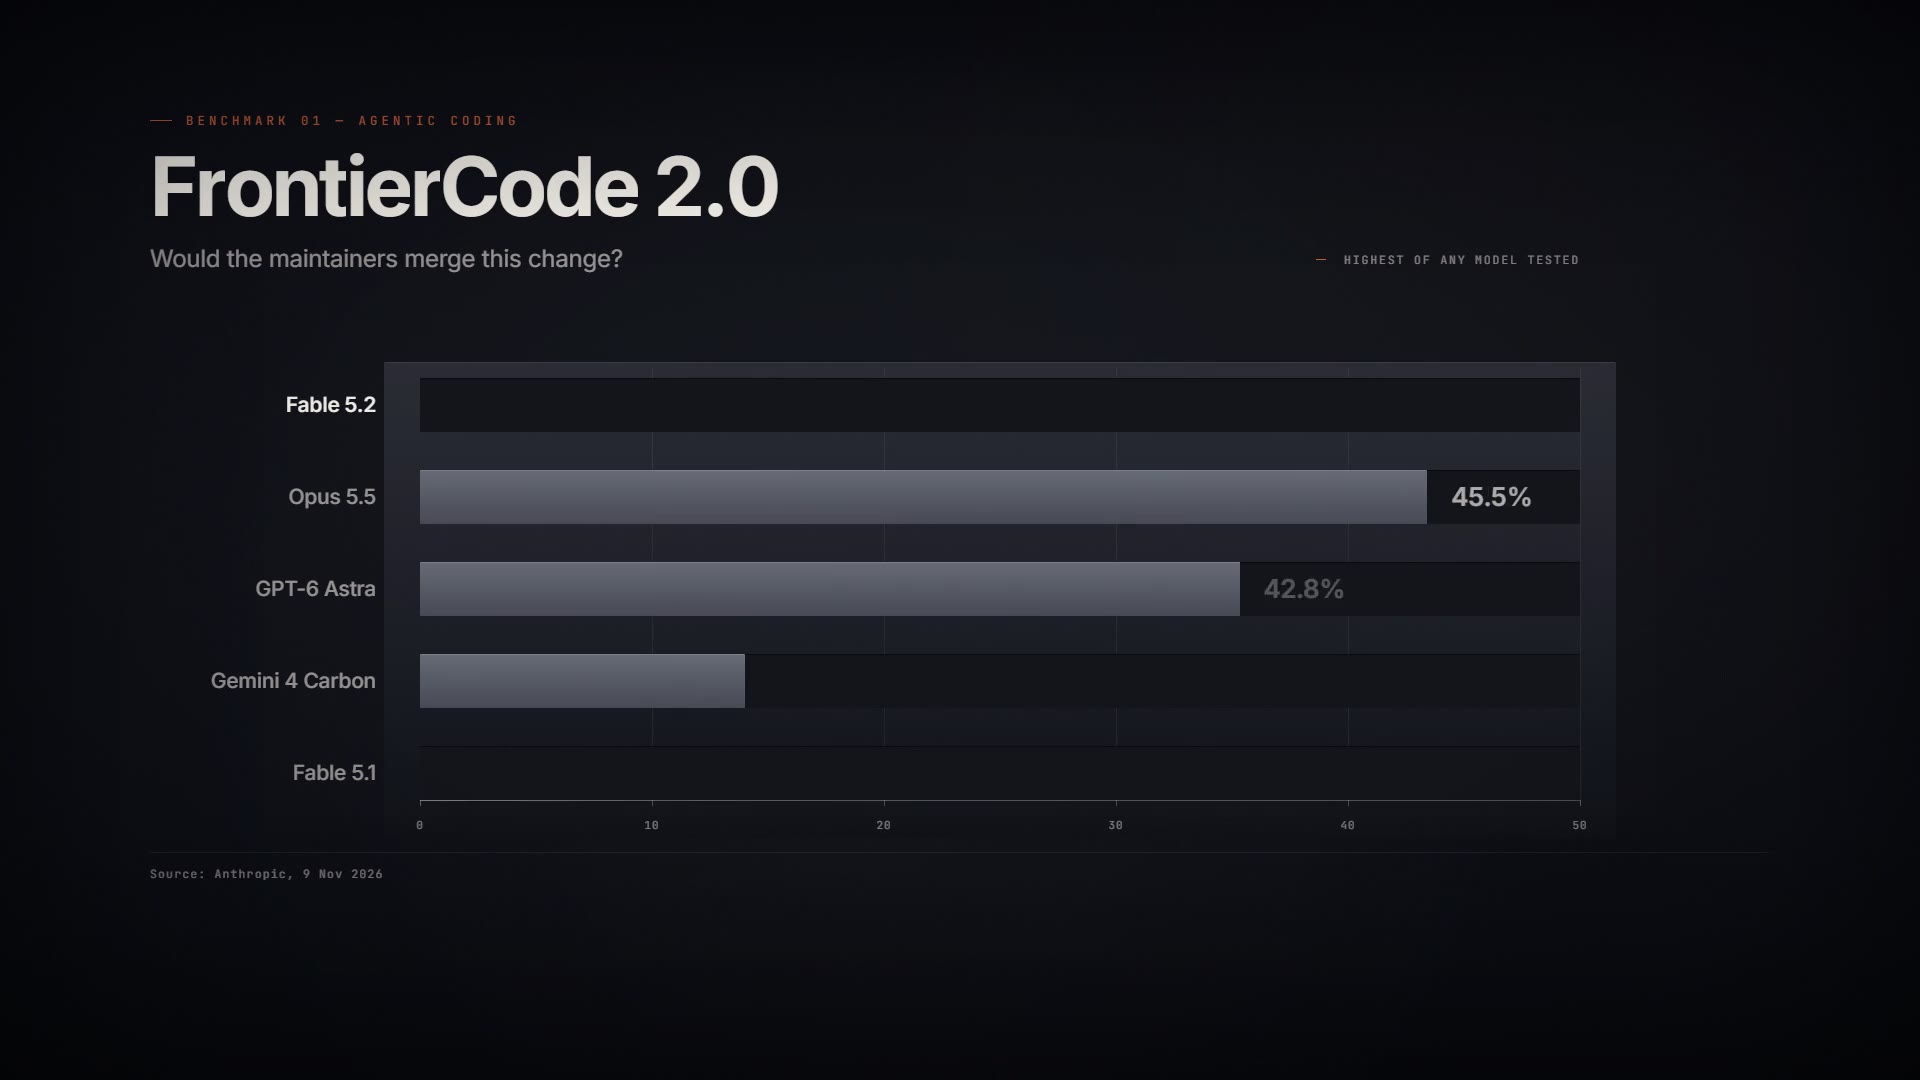 BENCHMARK 01 — AGENTIC CODING
FrontierCode 2.0
Would the maintainers merge this change?
HIGHEST OF ANY MODEL TESTED
Fable 5.2
Opus 5.5
45.5%
GPT-6 Astra
42.8%
Gemini 4 Carbon
Fable 5.1
0 10 20 30 40 50
Source: Anthropic, 9 Nov 2026